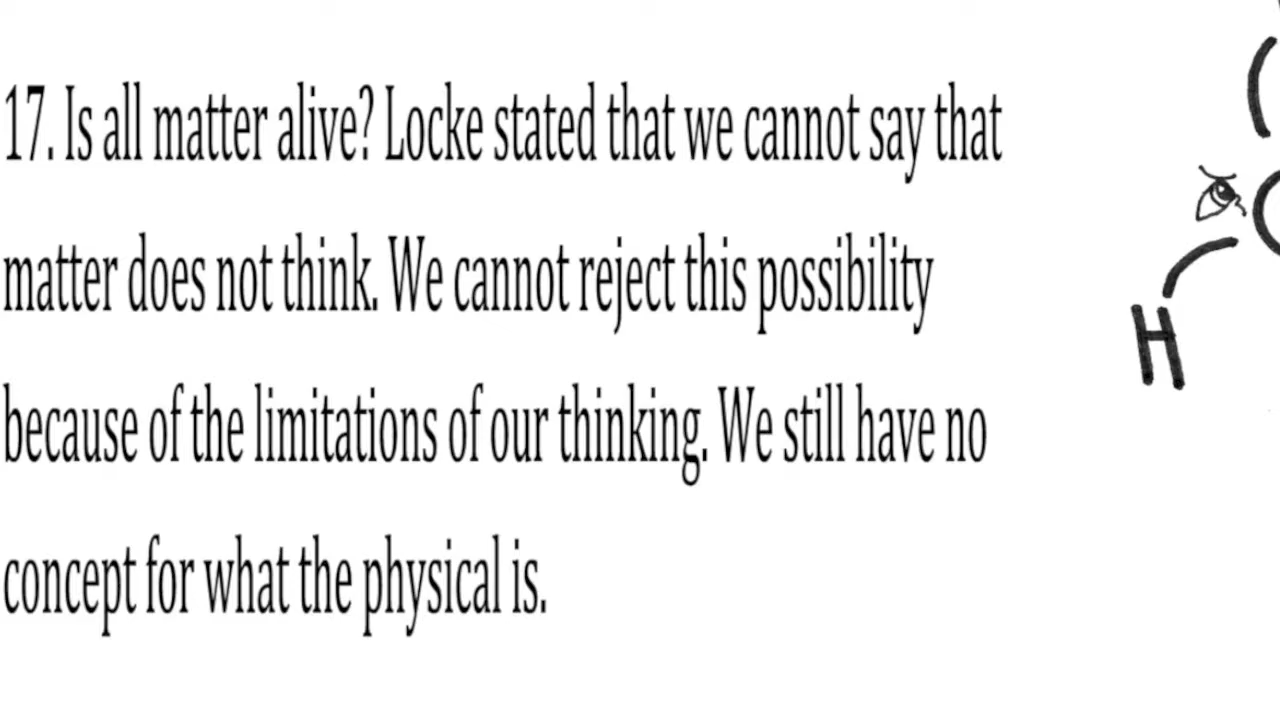 17. Is all matter alive? Locke stated that we cannot say that
matter does not think. We cannot reject this possibility
because of the limitations of our thinking. We still have no
concept for what the physical is.
H